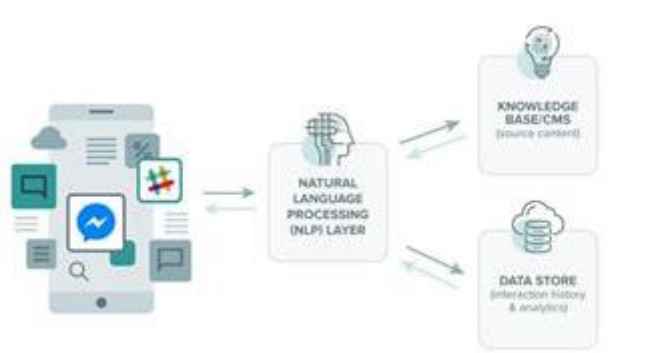 NATURAL
LANGUAGE
PROCESSING
(NLP) LAYER
KNOWLEDGE
BASE/CMS
(source content)
DATA STORE
(interaction history
& analytics)